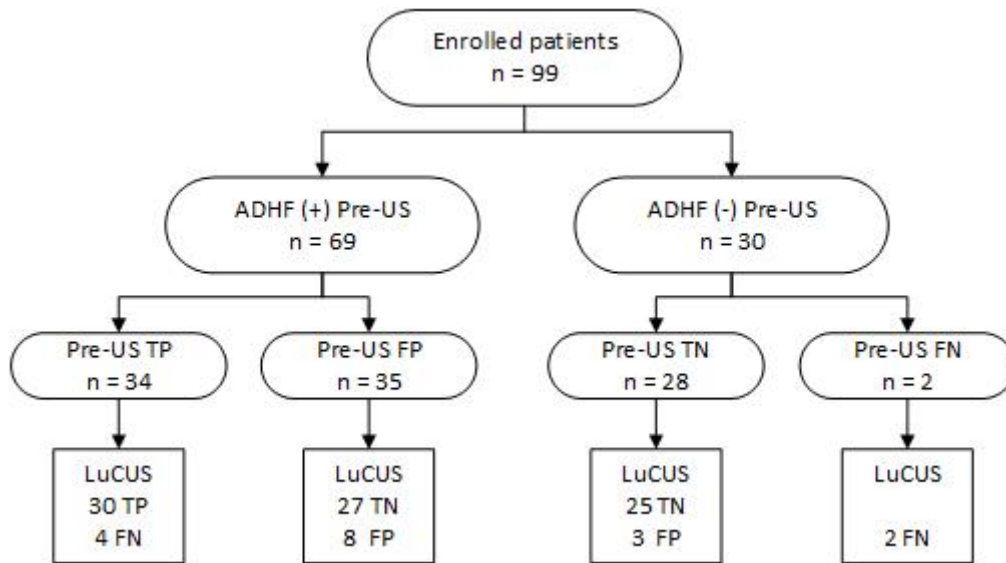 Enrolled patients
n = 99
ADHF (+) Pre-US
n = 69
ADHF (-) Pre-US
n = 30
Pre-US TP
n = 34
Pre-US FP
n = 35
Pre-US TN
n = 28
Pre-US FN
n = 2
LuCUS
30 TP
4 FN
LuCUS
27 TN
8 FP
LuCUS
25 TN
3 FP
LuCUS
2 FN